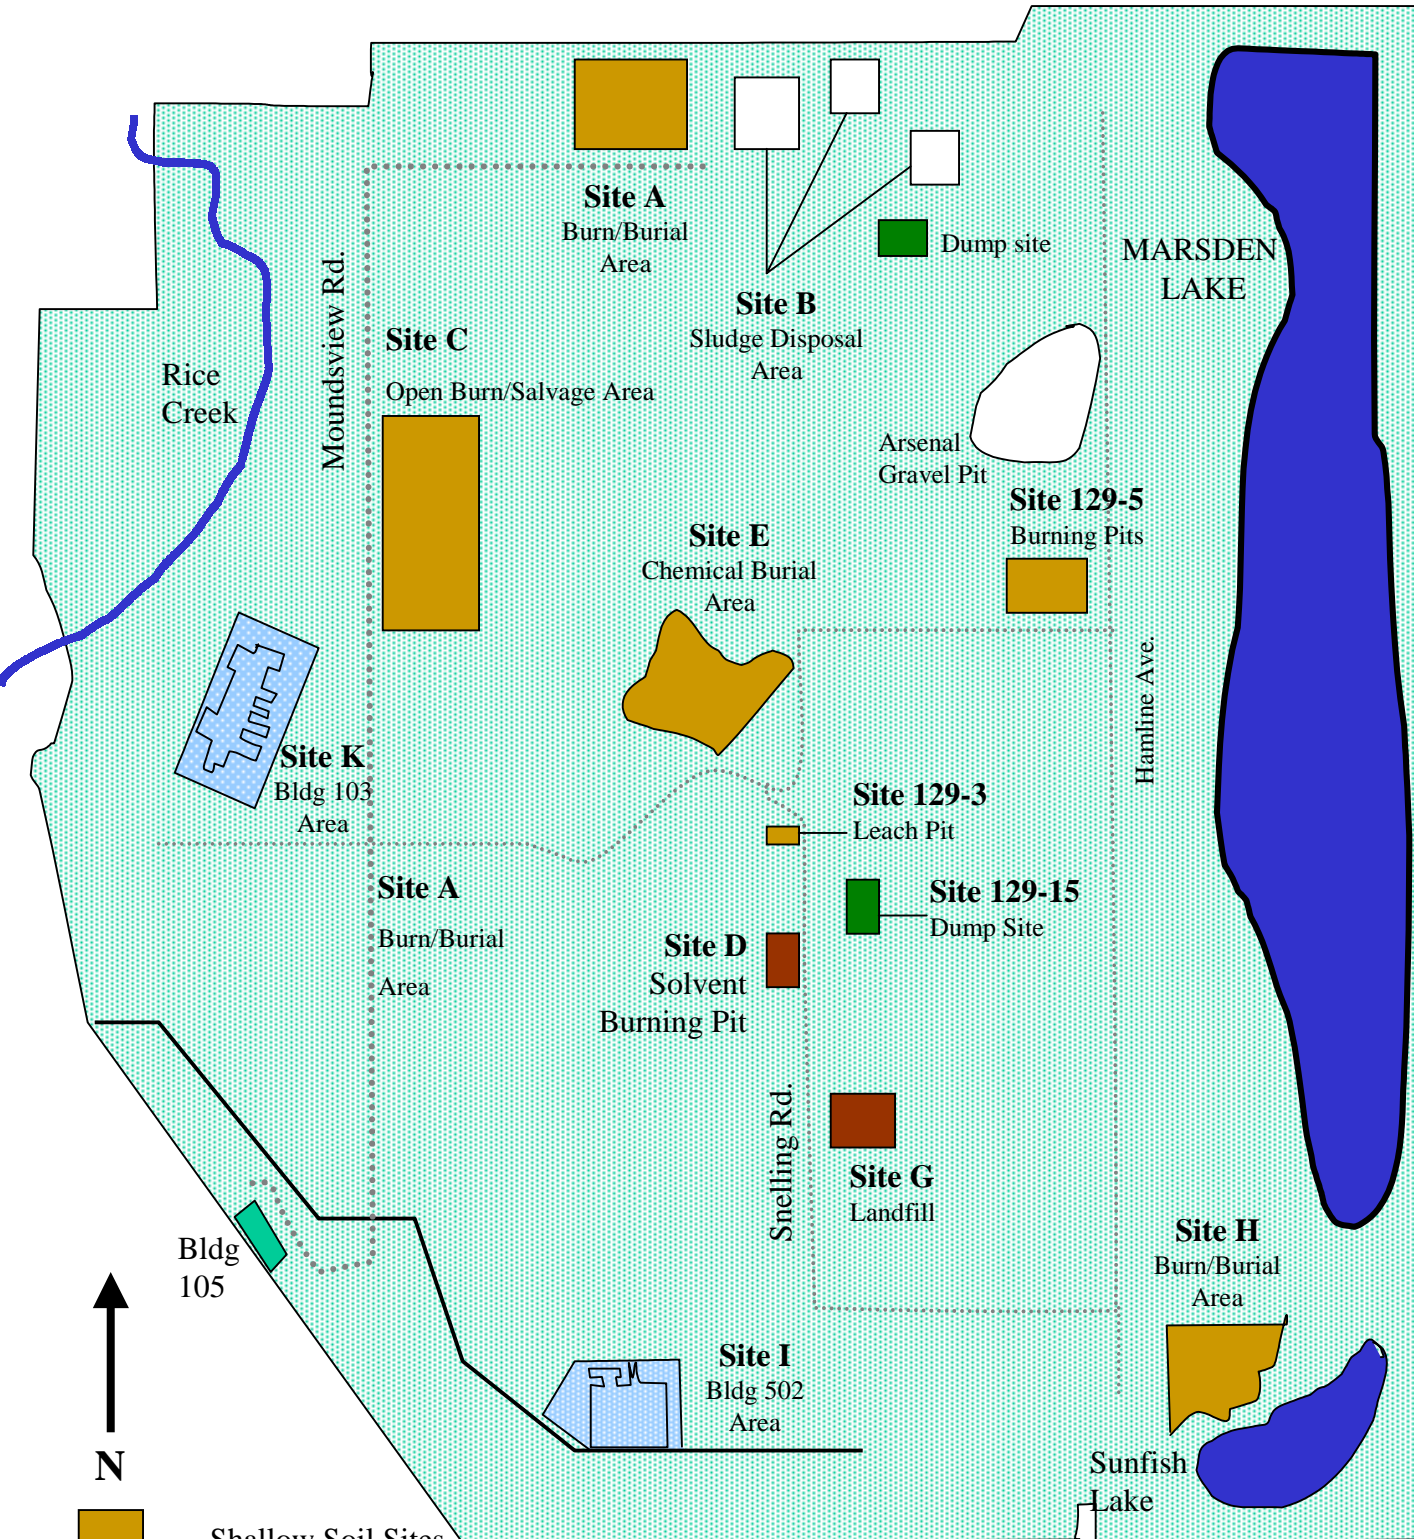 Site A
Burn/Burial
Area
Dump site
MARSDEN
LAKE
Site B
Sludge Disposal
Area
Moundsview Rd.
Site C
Open Burn/Salvage Area
Rice
Creek
Arsenal
Gravel Pit
Site 129-5
Burning Pits
Site E
Chemical Burial
Area
Hamline Ave.
Site K
Bldg 103
Area
Site 129-3
Leach Pit
Site A
Burn/Burial
Area
Site 129-15
Dump Site
Site D
Solvent
Burning Pit
Snelling Rd.
Site G
Landfill
Bldg
105
Site H
Burn/Burial
Area
Site I
Bldg 502
Area
Sunfish
Lake
N
Shallow Soil Sites